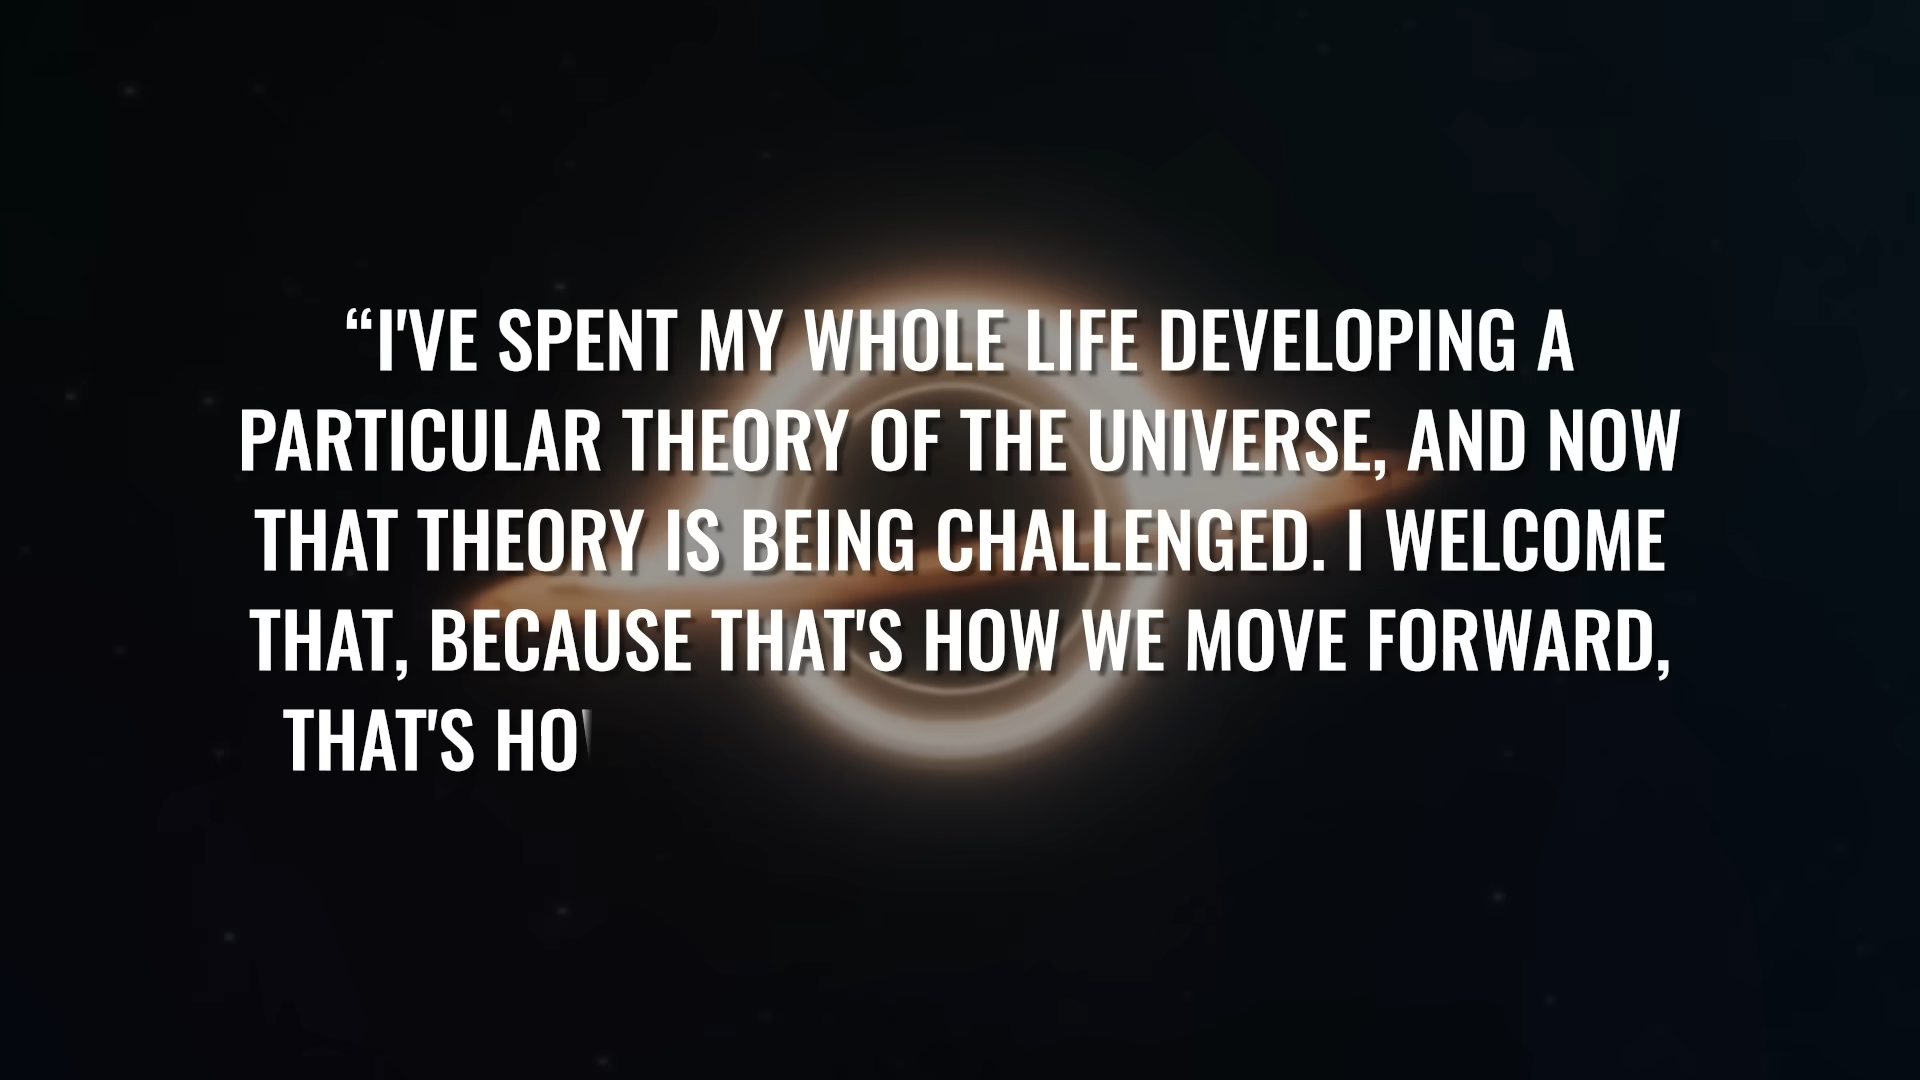 “I'VE SPENT MY WHOLE LIFE DEVELOPING A
PARTICULAR THEORY OF THE UNIVERSE, AND NOW
THAT THEORY IS BEING CHALLENGED. I WELCOME
THAT, BECAUSE THAT'S HOW WE MOVE FORWARD,
THAT'S